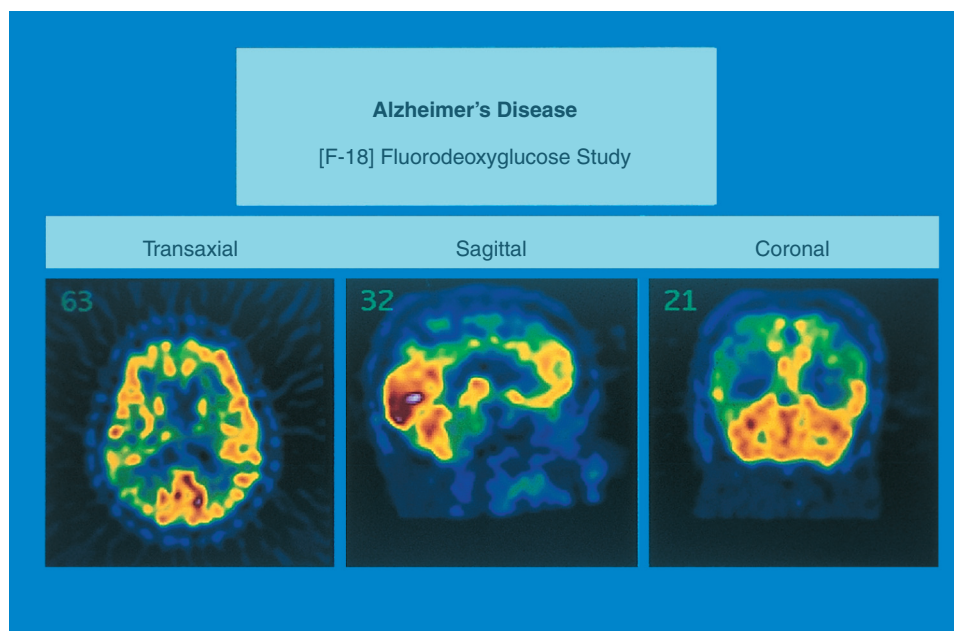 Alzheimer’s Disease
[F-18] Fluorodeoxyglucose Study
Transaxial Sagittal Coronal
63 32 21